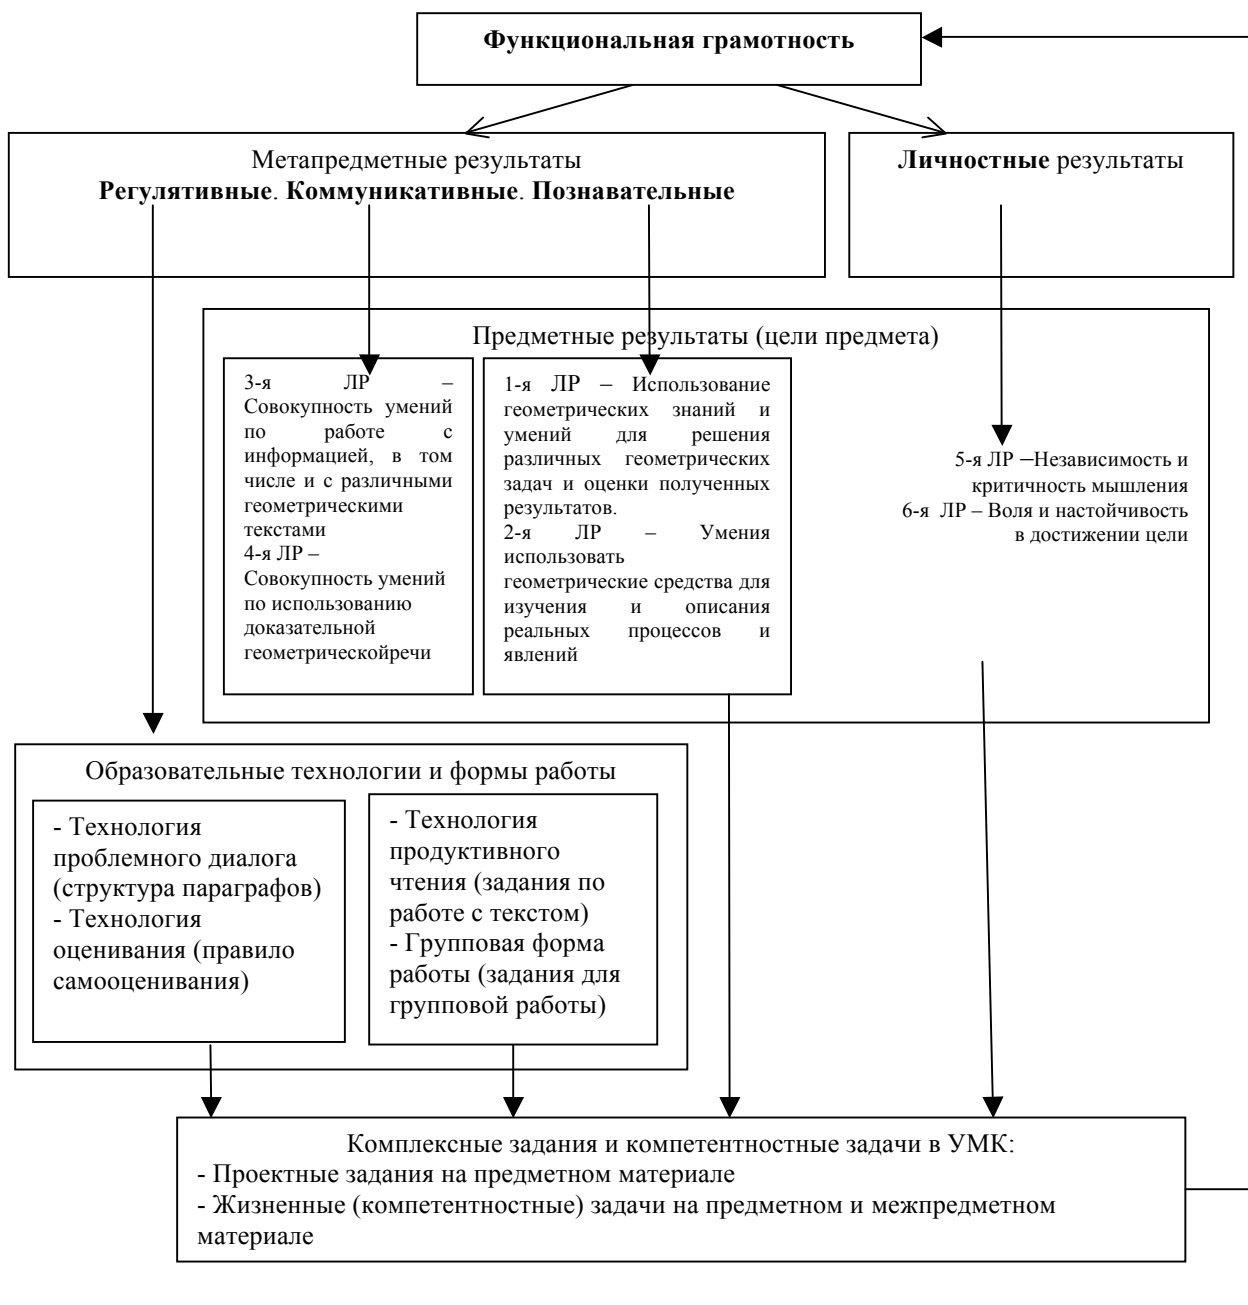 Функциональная грамотность
Метапредметные результаты
Регулятивные. Коммуникативные. Познавательные
Личностные результаты
Предметные результаты (цели предмета)
3-я ЛР –
Совокупность умений
по работе с
информацией, в том
числе и с различными
геометрическими
текстами
4-я ЛР –
Совокупность умений
по использованию
доказательной
геометрическойречи
1-я ЛР – Использование
геометрических знаний и
умений для решения
различных геометрических
задач и оценки полученных
результатов.
2-я ЛР – Умения
использовать
геометрические средства для
изучения и описания
реальных процессов и
явлений
5-я ЛР –Независимость и
критичность мышления
6-я ЛР – Воля и настойчивость
в достижении цели
Образовательные технологии и формы работы
- Технология
проблемного диалога
(структура параграфов)
- Технология
оценивания (правило
самооценивания)
- Технология
продуктивного
чтения (задания по
работе с текстом)
- Групповая форма
работы (задания для
групповой работы)
Комплексные задания и компетентностные задачи в УМК:
- Проектные задания на предметном материале
- Жизненные (компетентностные) задачи на предметном и межпредметном
материале